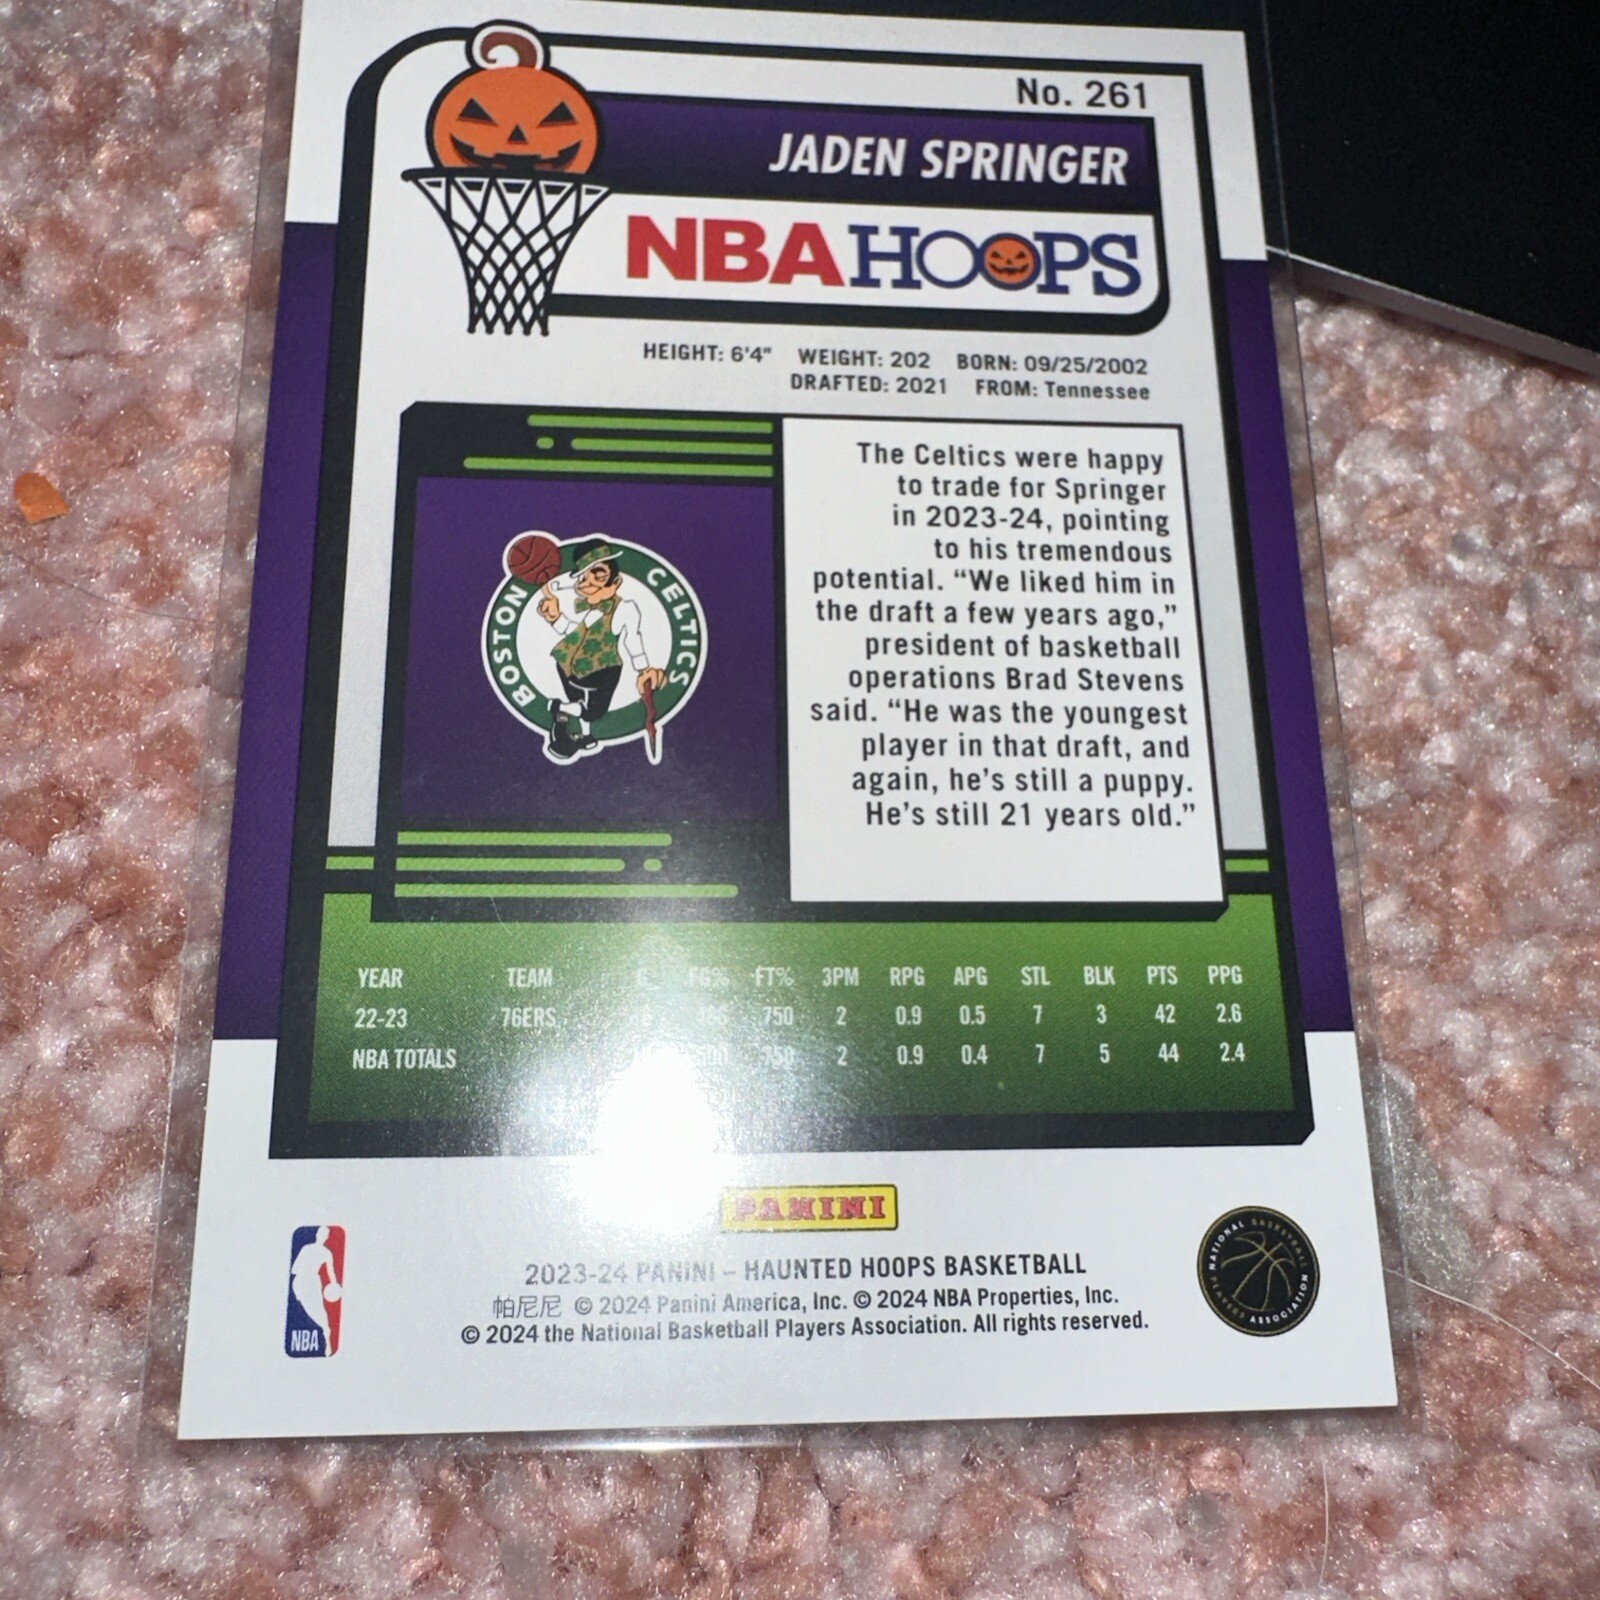 No. 261
JADEN SPRINGER
NBA HOOPS
HEIGHT: 6'4" WEIGHT: 202 BORN: 09/25/2002
DRAFTED: 2021 FROM: Tennessee
The Celtics were happy
to trade for Springer
in 2023-24, pointing
to his tremendous
potential. “We liked him in
the draft a few years ago,”
president of basketball
operations Brad Stevens
said. “He was the youngest
player in that draft, and
again, he’s still a puppy.
He’s still 21 years old.”
BOSTON CELTICS
YEAR TEAM G FG% FT% 3PM RPG APG STL BLK PTS PPG
22-23 76ERS .750 2 0.9 0.5 7 3 42 2.6
NBA TOTALS .750 2 0.9 0.4 7 5 44 2.4
PANINI
2023-24 PANINI – HAUNTED HOOPS BASKETBALL
帕尼尼 © 2024 Panini America, Inc. © 2024 NBA Properties, Inc.
© 2024 the National Basketball Players Association. All rights reserved.
NBA
NATIONAL BASKETBALL PLAYERS ASSOCIATION